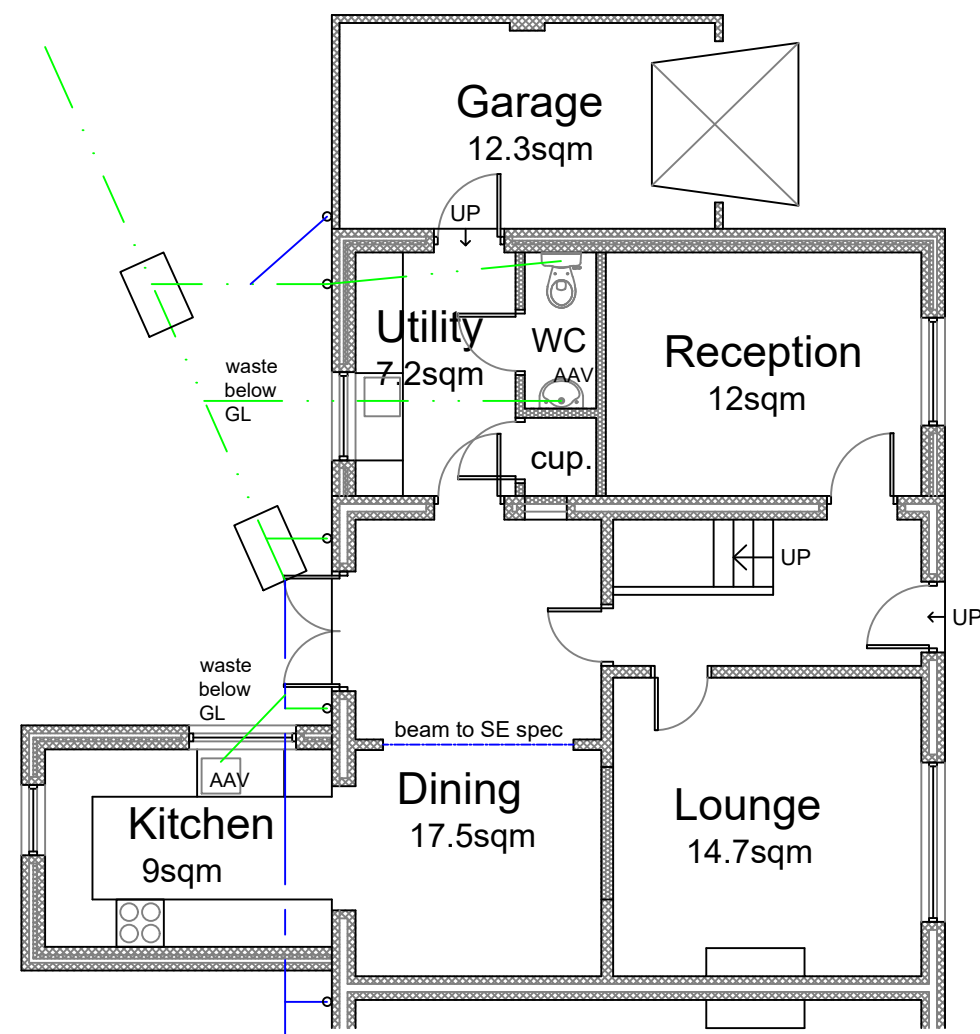 Garage
12.3sqm
UP
Utility
7.2sqm
WC
AAV
Reception
12sqm
waste
below
GL
cup.
UP
UP
waste
below
GL
beam to SE spec
AAV
Kitchen
9sqm
Dining
17.5sqm
Lounge
14.7sqm